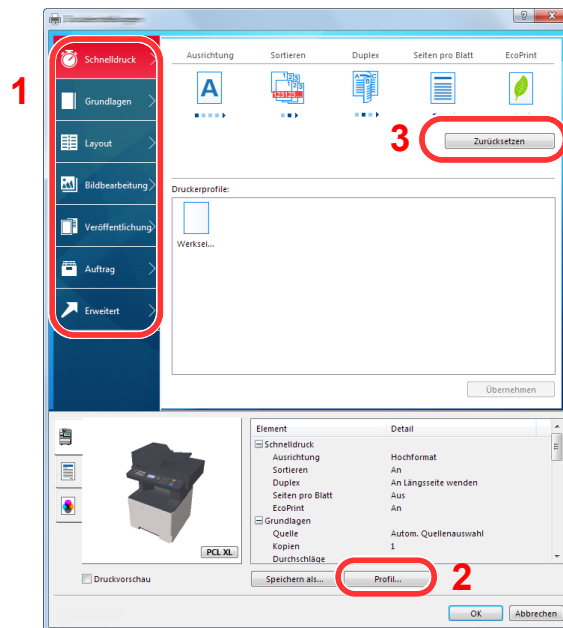 Schnelldruck
Grundlagen
Layout
Bildbearbeitung
Veröffentlichung
Auftrag
Erweitert
1
Ausrichtung Sortieren Duplex Seiten pro Blatt EcoPrint
A
123
123123...
A B C
3
Zurücksetzen
Druckerprofile:
Werksei...
Übernehmen
PCL XL
Druckvorschau
Element Detail
Schnelldruck
Ausrichtung Hochformat
Sortieren An
Duplex An Längsseite wenden
Seiten pro Blatt Aus
EcoPrint An
Grundlagen
Quelle Autom. Quellenauswahl
Kopien 1
Durchschläge
Speichern als... Profil... 2
OK Abbrechen